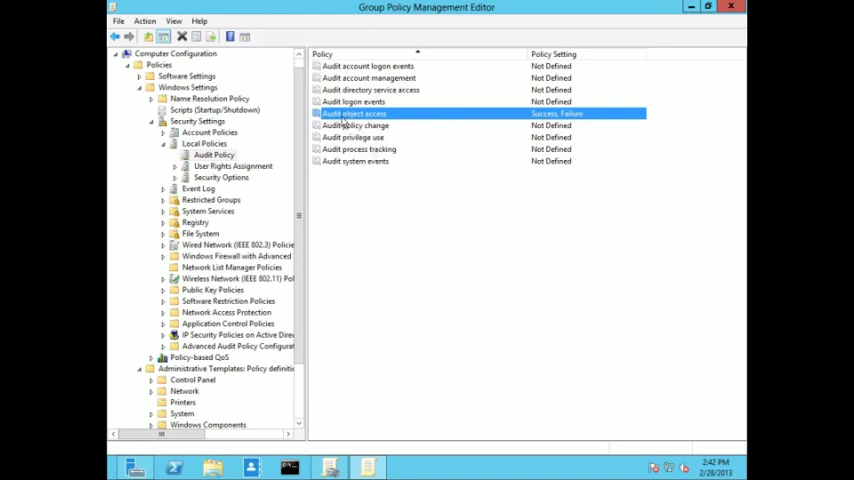 Group Policy Management Editor
File Action View Help
Computer Configuration
Policies
Software Settings
Windows Settings
Name Resolution Policy
Scripts (Startup/Shutdown)
Security Settings
Account Policies
Local Policies
Audit Policy
User Rights Assignment
Security Options
Event Log
Restricted Groups
System Services
Registry
File System
Wired Network (IEEE 802.3) Policie
Windows Firewall with Advanced
Network List Manager Policies
Wireless Network (IEEE 802.11) Pol
Public Key Policies
Software Restriction Policies
Network Access Protection
Application Control Policies
IP Security Policies on Active Direc
Advanced Audit Policy Configurat
Policy-based QoS
Administrative Templates: Policy definitio
Control Panel
Network
Printers
System
Windows Components
Policy Policy Setting
Audit account logon events Not Defined
Audit account management Not Defined
Audit directory service access Not Defined
Audit logon events Not Defined
Audit object access Success, Failure
Audit policy change Not Defined
Audit privilege use Not Defined
Audit process tracking Not Defined
Audit system events Not Defined
2:42 PM
2/28/2013